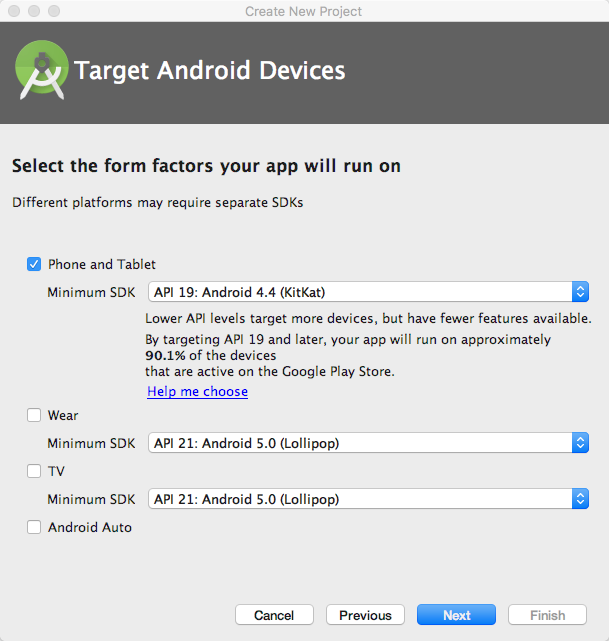 Create New Project
Target Android Devices
Select the form factors your app will run on
Different platforms may require separate SDKs
Phone and Tablet
Minimum SDK API 19: Android 4.4 (KitKat)
Lower API levels target more devices, but have fewer features available.
By targeting API 19 and later, your app will run on approximately
90.1% of the devices
that are active on the Google Play Store.
Help me choose
Wear
Minimum SDK API 21: Android 5.0 (Lollipop)
TV
Minimum SDK API 21: Android 5.0 (Lollipop)
Android Auto
Cancel Previous Next Finish